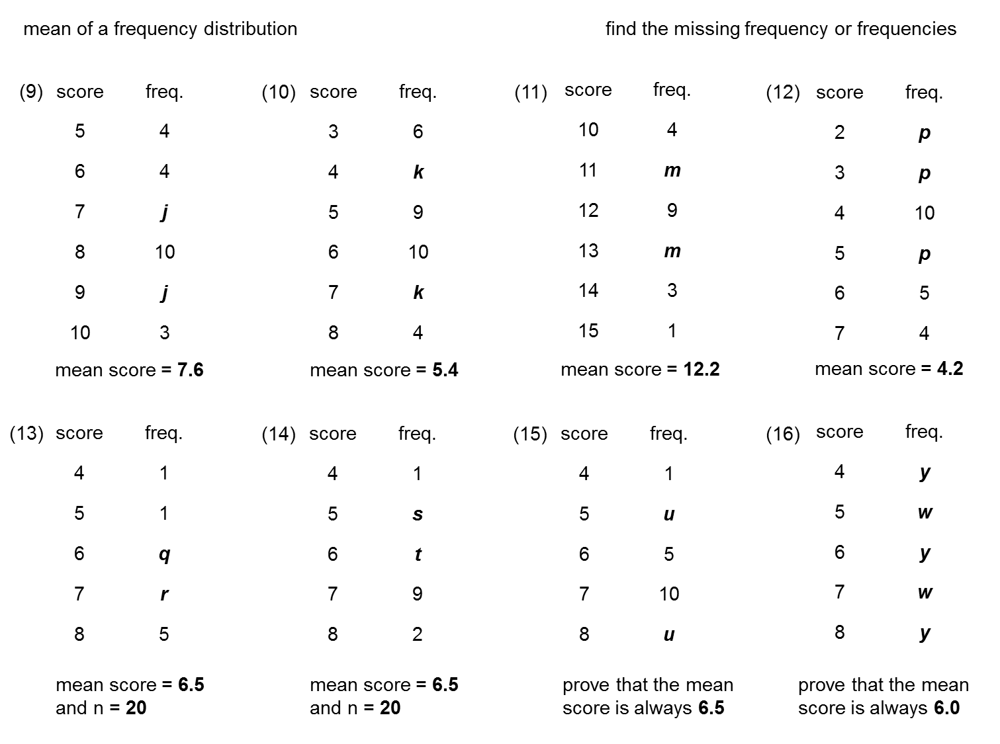 mean of a frequency distribution
find the missing frequency or frequencies
(9) score freq.
5 4
6 4
7 j
8 10
9 j
10 3
mean score = 7.6
(10) score freq.
3 6
4 k
5 9
6 10
7 k
8 4
mean score = 5.4
(11) score freq.
10 4
11 m
12 9
13 m
14 3
15 1
mean score = 12.2
(12) score freq.
2 p
3 p
4 10
5 p
6 5
7 4
mean score = 4.2
(13) score freq.
4 1
5 1
6 q
7 r
8 5
mean score = 6.5
and n = 20
(14) score freq.
4 1
5 s
6 t
7 9
8 2
mean score = 6.5
and n = 20
(15) score freq.
4 1
5 u
6 5
7 10
8 u
prove that the mean
score is always 6.5
(16) score freq.
4 y
5 w
6 y
7 w
8 y
prove that the mean
score is always 6.0